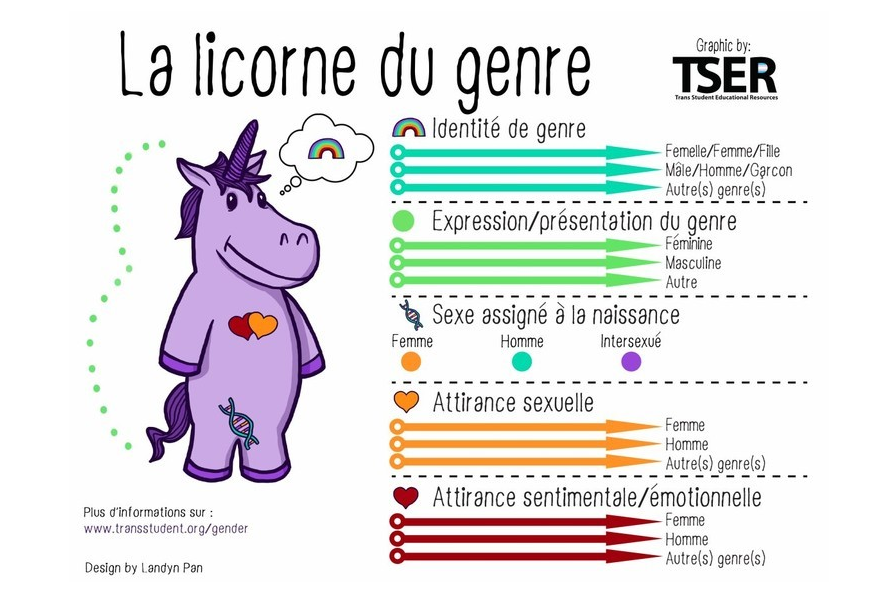 La licorne du genre
Graphic by:
TSER
Trans Student Educational Resources
Identité de genre
Femelle/Femme/Fille
Mâle/Homme/Garçon
Autre(s) genre(s)
Expression/présentation du genre
Féminine
Masculine
Autre
Sexe assigné à la naissance
Femme
Homme
Intersexué
Attirance sexuelle
Femme
Homme
Autre(s) genre(s)
Attirance sentimentale/émotionnelle
Femme
Homme
Autre(s) genre(s)
Plus d'informations sur :
www.transstudent.org/gender
Design by Landyn Pan